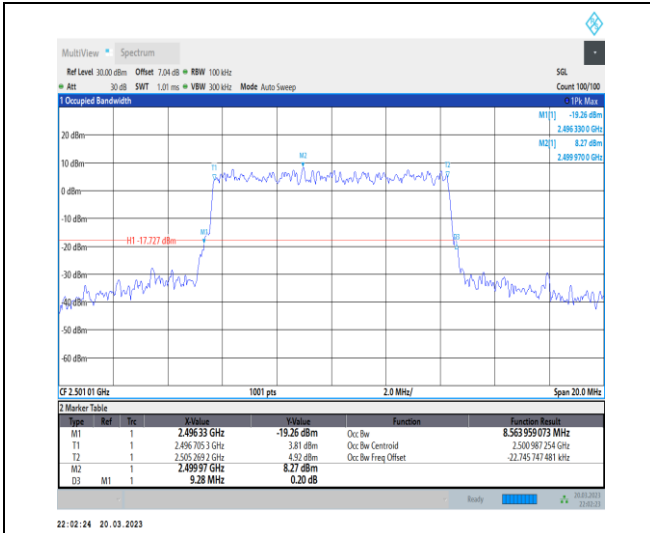 MultiView Spectrum
Ref Level 30.00 dBm Offset 7.04 dB RBW 100 kHz SGL
Att 30 dB SWT 1.01 ms VBW 300 kHz Mode Auto Sweep Count 100/100
1 Occupied Bandwidth 1Pk Max
M1[1] -19.26 dBm
2.496 330 0 GHz
M2[1] 8.27 dBm
2.499 970 0 GHz
20 dBm
10 dBm
M2
T1
T2
0 dBm
-10 dBm
M1
H1 -17.727 dBm
D3
-20 dBm
-30 dBm
-40 dBm
-50 dBm
-60 dBm
CF 2.501 01 GHz 1001 pts 2.0 MHz/ Span 20.0 MHz
2 Marker Table
Type Ref Trc X-Value Y-Value Function Function Result
M1 1 2.496 33 GHz -19.26 dBm Occ Bw 8.563 959 073 MHz
T1 1 2.496 705 3 GHz 3.81 dBm Occ Bw Centroid 2.500 987 254 GHz
T2 1 2.505 269 2 GHz 4.92 dBm Occ Bw Freq Offset -22.745 747 481 kHz
M2 1 2.499 97 GHz 8.27 dBm
D3 M1 1 9.28 MHz 0.20 dB
Ready 20.03.2023
22:02:23
22:02:24 20.03.2023